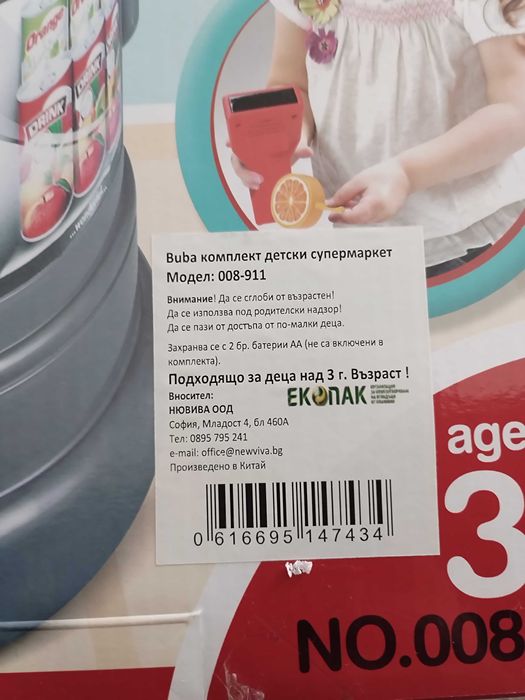 Orange
DRINK
Buba комплект детски супермаркет
Модел: 008-911
Внимание! Да се сглоби от възрастен!
Да се използва под родителски надзор!
Да се пази от достъпа от по-малки деца.
Захранва се с 2 бр. батерии АА (не са включени в
комплекта).
Подходящо за деца над 3 г. Възраст !
Вносител:
НЮВИВА ООД
ЕКОПАК
София, Младост 4, бл 460А
Тел: 0895 795 241
e-mail: office@newviva.bg
Произведено в Китай
0 616695 147434
age
3
NO.008